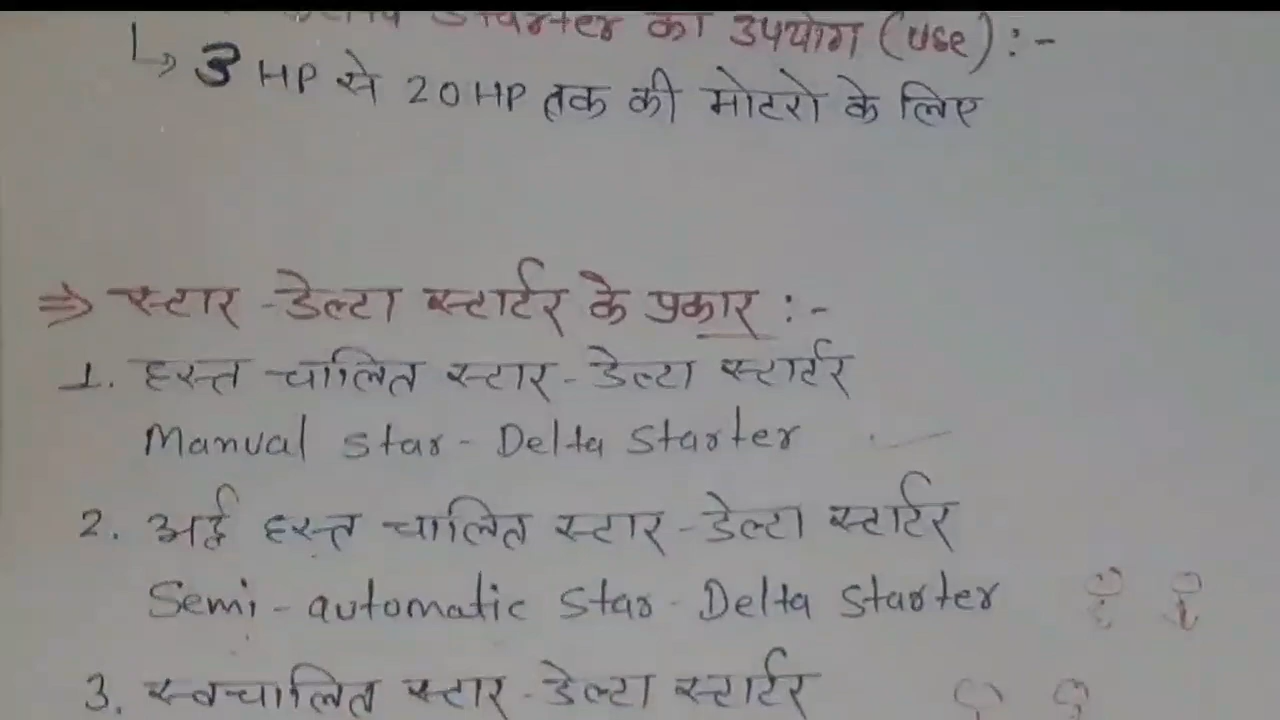 Starter का उपयोग (Use) :-
↳ 3 HP से 20 HP तक की मोटरो के लिए
⇒ स्टार - डेल्टा स्टार्टर के प्रकार :-
1. हस्त चालित स्टार - डेल्टा स्टार्टर
Manual Star - Delta Starter
2. अर्द्ध हस्त चालित स्टार - डेल्टा स्टार्टर
Semi - automatic Star - Delta Starter
3. स्वचालित स्टार - डेल्टा स्टार्टर